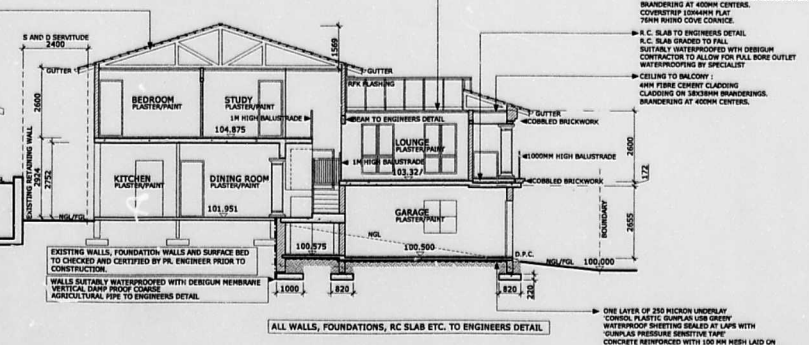 BRANDERING AT 400MM CENTERS.
COVERSTRIP 10X44MM FLAT
76MM RHINO COVE CORNICE.
R.C. SLAB TO ENGINEERS DETAIL
R.C. SLAB GRADED TO FALL
SUITABLY WATERPROOFED WITH DEBIGUM
CONTRACTOR TO ALLOW FOR FULL BORE OUTLET
WATERPROOFING BY SPECIALIST
CEILING TO BALCONY :
4MM FIBRE CEMENT CLADDING
CLADDING ON 38X38MM BRANDERINGS.
BRANDERING AT 400MM CENTERS.
S AND D SERVITUDE
2400
1569
GUTTER
GUTTER
RFK FLASHING
2600
BEDROOM
PLASTER/PAINT
STUDY
PLASTER/PAINT
1M HIGH BALUSTRADE
104.875
BEAM TO ENGINEERS DETAIL
GUTTER
COBBLED BRICKWORK
LOUNGE
PLASTER/PAINT
1M HIGH BALUSTRADE
103.327
1000MM HIGH BALUSTRADE
2600
172
COBBLED BRICKWORK
EXISTING RETAINING WALL
2924
2752
KITCHEN
PLASTER/PAINT
DINING ROOM
PLASTER/PAINT
101.951
GARAGE
PLASTER/PAINT
BOUNDARY
2655
NGL/FGL
NGL
100.575
100.500
D.P.C.
NGL/FGL
100.000
EXISTING WALLS, FOUNDATION WALLS AND SURFACE BED
TO CHECKED AND CERTIFIED BY PR. ENGINEER PRIOR TO
CONSTRUCTION.
WALLS SUITABLY WATERPROOFED WITH DEBIGUM MEMBRANE
VERTICAL DAMP PROOF COARSE
AGRICULTURAL PIPE TO ENGINEERS DETAIL
1000
820
820
220
ALL WALLS, FOUNDATIONS, RC SLAB ETC. TO ENGINEERS DETAIL
ONE LAYER OF 250 MICRON UNDERLAY
'CONSOL PLASTIC GUNPLAS USB GREEN'
WATERPROOF SHEETING SEALED AT LAPS WITH
'GUNPLAS PRESSURE SENSITIVE TAPE'
CONCRETE REINFORCED WITH 100 MM MESH LAID ON